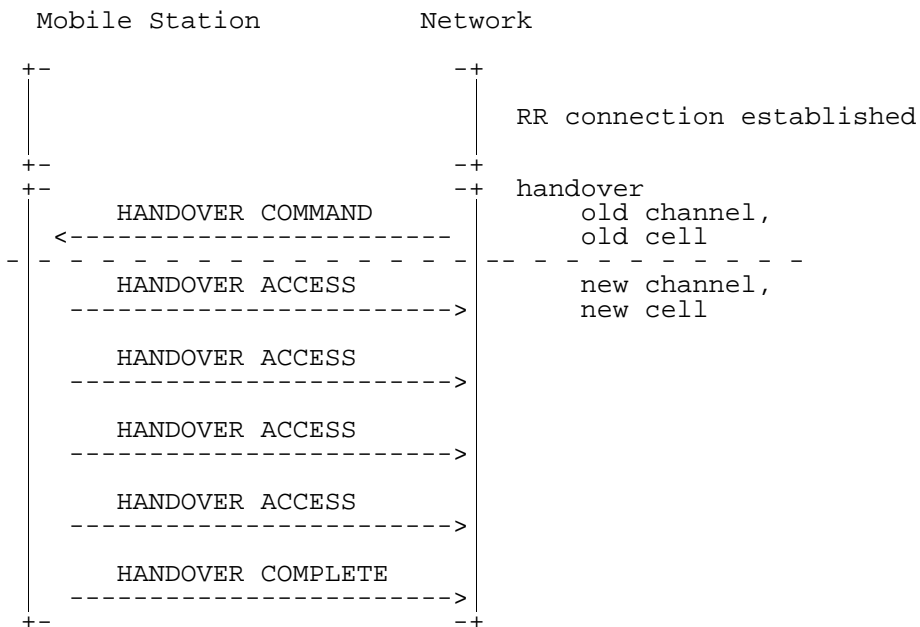 Mobile Station Network
RR connection established
handover
HANDOVER COMMAND old channel,
old cell
HANDOVER ACCESS new channel,
new cell
HANDOVER ACCESS
HANDOVER ACCESS
HANDOVER ACCESS
HANDOVER COMPLETE